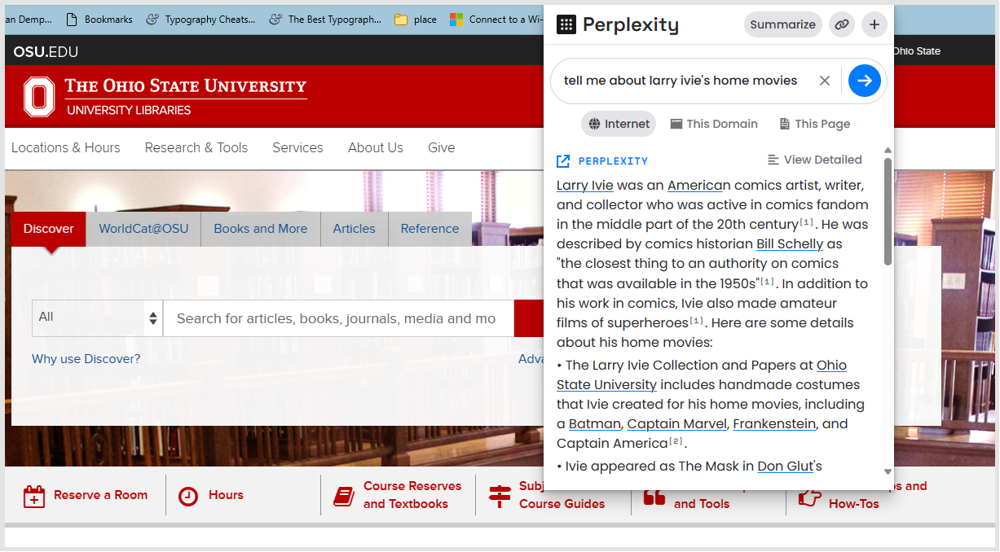 an Demp... Bookmarks Typography Cheats... The Best Typograph... place Connect to a Wi-
OSU.EDU
Ohio State
THE OHIO STATE UNIVERSITY
UNIVERSITY LIBRARIES
Locations & Hours Research & Tools Services About Us Give
Discover WorldCat@OSU Books and More Articles Reference
All Search for articles, books, journals, media and mo
Why use Discover? Adva
Perplexity Summarize
tell me about larry ivie's home movies
Internet This Domain This Page
PERPLEXITY View Detailed
Larry Ivie was an American comics artist, writer,
and collector who was active in comics fandom
in the middle part of the 20th century[1]. He was
described by comics historian Bill Schelly as
"the closest thing to an authority on comics
that was available in the 1950s"[1]. In addition to
his work in comics, Ivie also made amateur
films of superheroes[1]. Here are some details
about his home movies:
• The Larry Ivie Collection and Papers at Ohio
State University includes handmade costumes
that Ivie created for his home movies, including
a Batman, Captain Marvel, Frankenstein, and
Captain America[2].
• Ivie appeared as The Mask in Don Glut's
Reserve a Room
Hours
Course Reserves
and Textbooks
Subj
Course Guides
and Tools
s and
How-Tos